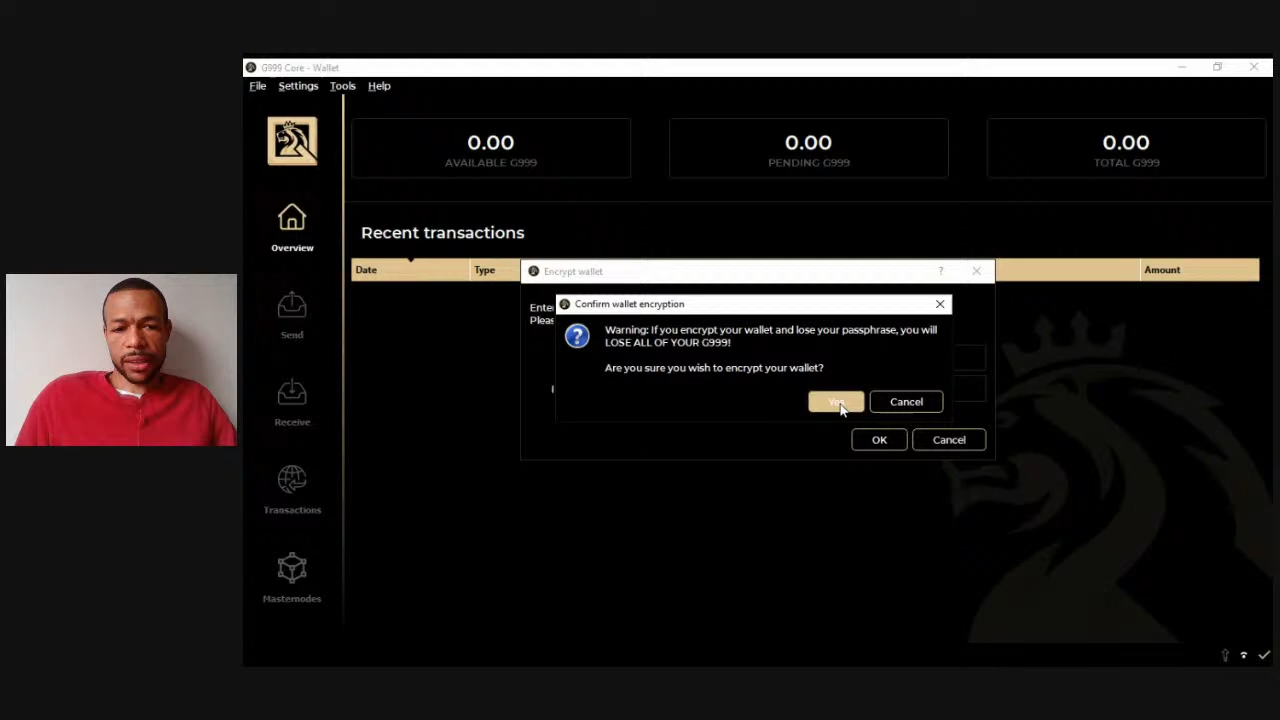 G999 Core - Wallet
File Settings Tools Help
0.00
AVAILABLE G999
0.00
PENDING G999
0.00
TOTAL G999
Overview
Send
Receive
Transactions
Masternodes
Recent transactions
Date Type Amount
Encrypt wallet
?
Confirm wallet encryption
Warning: If you encrypt your wallet and lose your passphrase, you will
LOSE ALL OF YOUR G999!
Are you sure you wish to encrypt your wallet?
Yes Cancel
OK Cancel